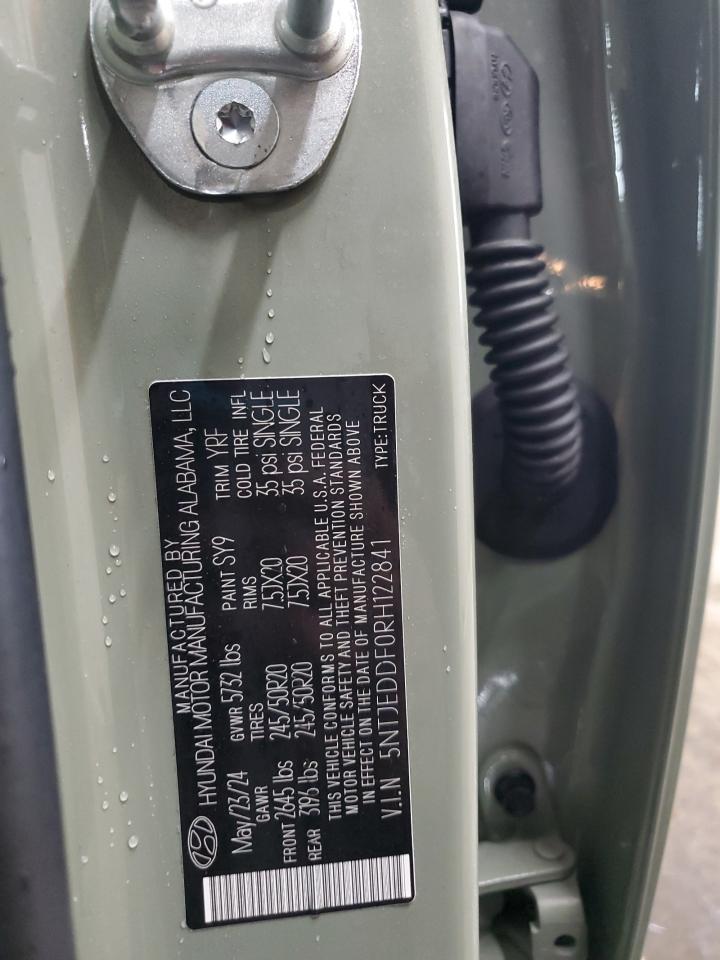 MANUFACTURED BY
HYUNDAI MOTOR MANUFACTURING ALABAMA, LLC
May/23/24 GVWR 5732 lbs PAINT SY9 TRIM YRF
GAWR TIRES RIMS COLD TIRE INFL
FRONT 2645 lbs 245/50R20 7.5JX20 35 psi SINGLE
REAR 3196 lbs 245/50R20 7.5JX20 35 psi SINGLE
THIS VEHICLE CONFORMS TO ALL APPLICABLE U.S.A. FEDERAL
MOTOR VEHICLE SAFETY AND THEFT PREVENTION STANDARDS
IN EFFECT ON THE DATE OF MANUFACTURE SHOWN ABOVE
V.I.N 5NTJEDDF0RH122841 TYPE:TRUCK